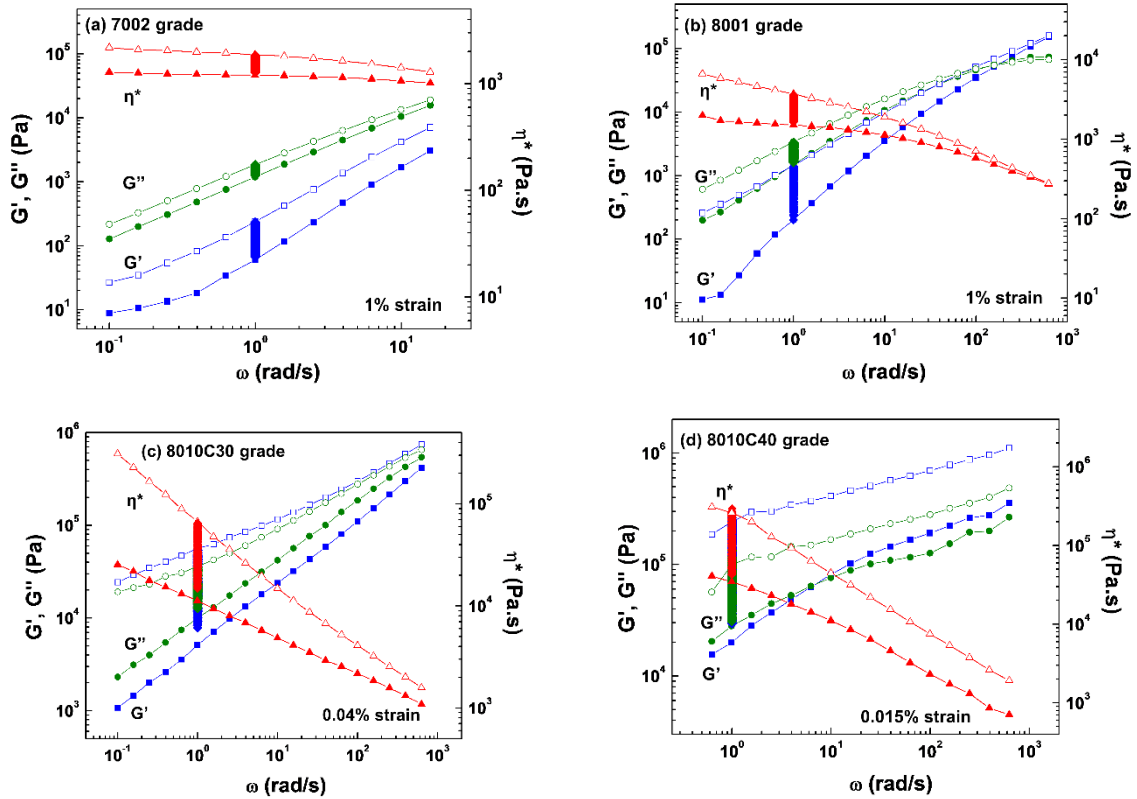 (a) 7002 grade
10⁵
10⁴
10³
10²
10¹
G', G'' (Pa)
η*
G''
G'
1% strain
10³
10²
10¹
η* (Pa.s)
10⁻¹
10⁰
10¹
ω (rad/s)
(b) 8001 grade
10⁵
10⁴
10³
10²
10¹
G', G'' (Pa)
η*
G''
G'
1% strain
10⁴
10³
10²
10¹
η* (Pa.s)
10⁻¹
10⁰
10¹
10²
10³
ω (rad/s)
(c) 8010C30 grade
10⁶
10⁵
10⁴
10³
G', G'' (Pa)
η*
G''
G'
0.04% strain
10⁵
10⁴
10³
η* (Pa.s)
10⁻¹
10⁰
10¹
10²
10³
ω (rad/s)
(d) 8010C40 grade
10⁶
10⁵
10⁴
G', G'' (Pa)
η*
G''
G'
0.015% strain
10⁶
10⁵
10⁴
10³
η* (Pa.s)
10⁰
10¹
10²
10³
ω (rad/s)